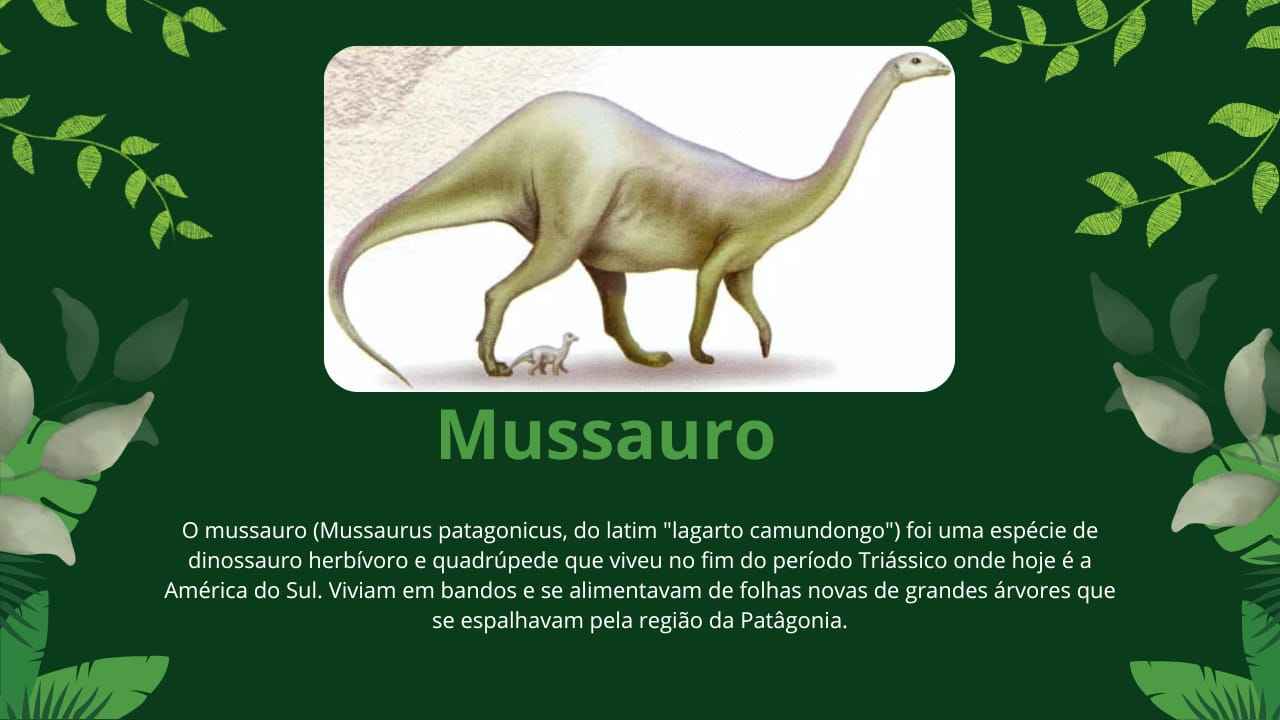 Mussauro
O mussauro (Mussaurus patagonicus, do latim "lagarto camundongo") foi uma espécie de
dinossauro herbívoro e quadrúpede que viveu no fim do período Triássico onde hoje é a
América do Sul. Viviam em bandos e se alimentavam de folhas novas de grandes árvores que
se espalhavam pela região da Patâgonia.